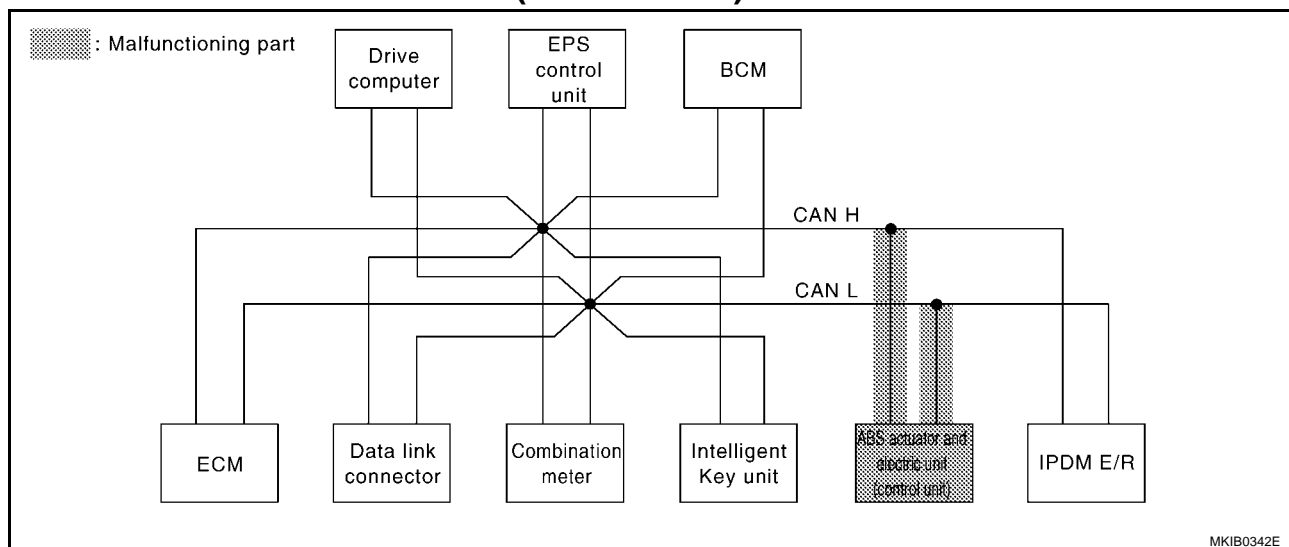 : Malfunctioning part
Drive
computer
EPS
control
unit
BCM
CAN H
CAN L
ECM
Data link
connector
Combination
meter
Intelligent
Key unit
ABS actuator and
electric unit
(control unit)
IPDM E/R
MKIB0342E